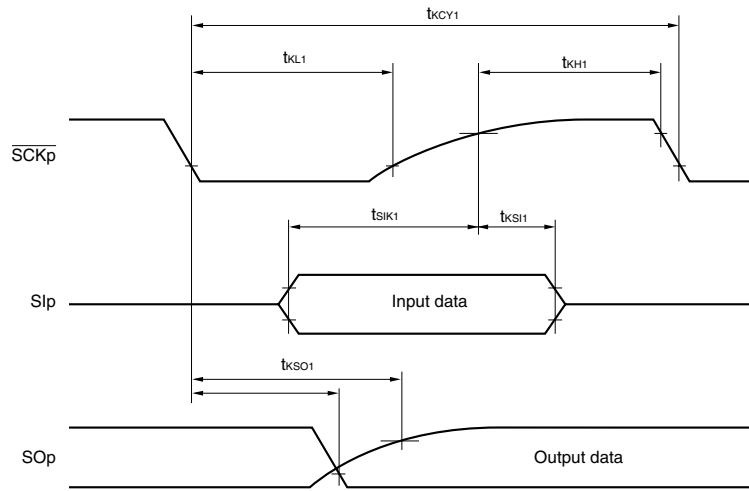 tKCY1
tKL1
tKH1
SCKp
tSIK1
tKSI1
SIp
Input data
tKSO1
SOp
Output data